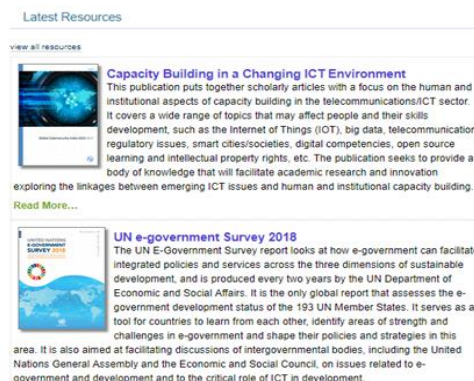 Latest Resources
view all resources
Capacity Building in a Changing ICT Environment
This publication puts together scholarly articles with a focus on the human and
institutional aspects of capacity building in the telecommunications/ICT sector.
It covers a wide range of topics that may affect people and their skills
development, such as the Internet of Things (IOT), big data, telecommunication
regulatory issues, smart cities/societies, digital competencies, open source
learning and intellectual property rights, etc. The publication seeks to provide a
body of knowledge that will facilitate academic research and innovation
exploring the linkages between emerging ICT issues and human and institutional capacity building.
Read More...
UN e-government Survey 2018
UNITED NATIONS
E-GOVERNMENT
SURVEY 2018
The UN E-Government Survey report looks at how e-government can facilitate
integrated policies and services across the three dimensions of sustainable
development, and is produced every two years by the UN Department of
Economic and Social Affairs. It is the only global report that assesses the e-
government development status of the 193 UN Member States. It serves as a
tool for countries to learn from each other, identify areas of strength and
challenges in e-government and shape their policies and strategies in this
area. It is also aimed at facilitating discussions of intergovernmental bodies, including the United
Nations General Assembly and the Economic and Social Council, on issues related to e-
government and development and to the critical role of ICT in development.